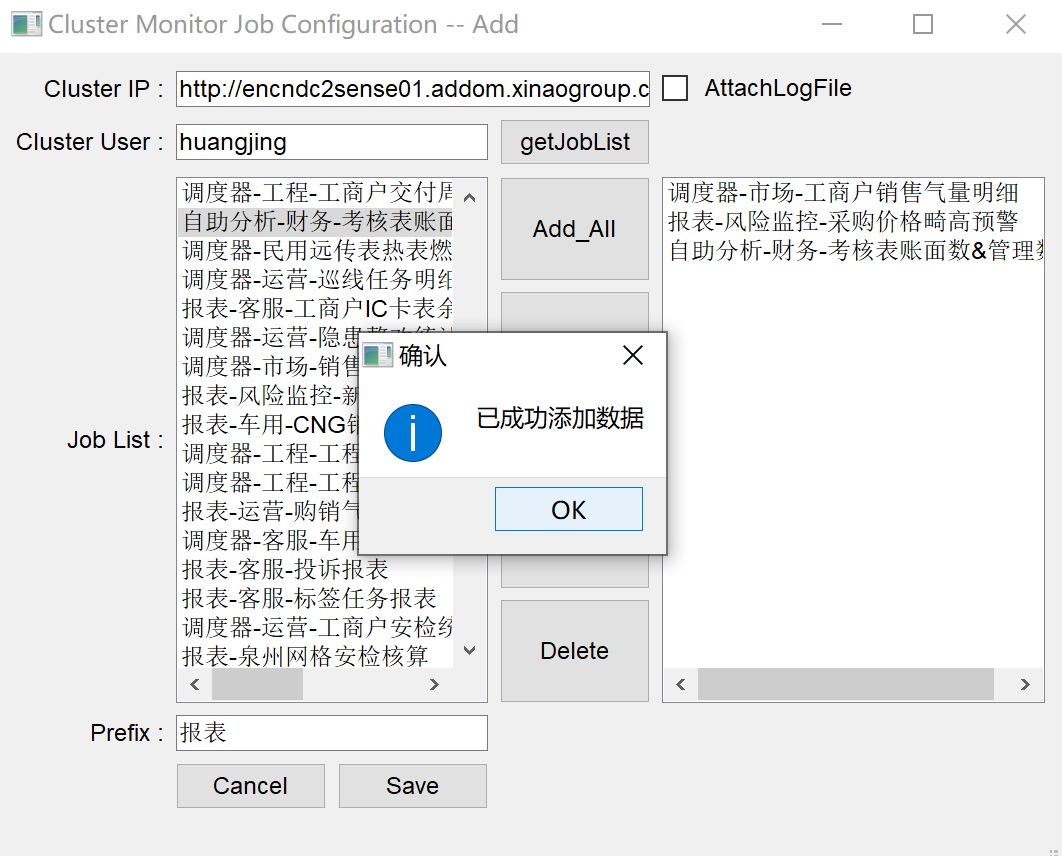 Cluster Monitor Job Configuration -- Add
Cluster IP :
http://encndc2sense01.addom.xinaogroup.c
AttachLogFile
Cluster User :
huangjing
getJobList
Job List :
调度器-工程-工商户交付周
自助分析-财务-考核表账面
调度器-民用远传表热表燃
调度器-运营-巡线任务明细
报表-客服-工商户IC卡表余
调度器-运营-隐患整改统计
调度器-市场-销售
报表-风险监控-新
报表-车用-CNG销
调度器-工程-工程
调度器-工程-工程
报表-运营-购销气
调度器-客服-车用
报表-客服-投诉报表
报表-客服-标签任务报表
调度器-运营-工商户安检统
报表-泉州网格安检核算
Add_All
Delete
调度器-市场-工商户销售气量明细
报表-风险监控-采购价格畸高预警
自助分析-财务-考核表账面数&管理数
确认
已成功添加数据
OK
Prefix :
报表
Cancel
Save